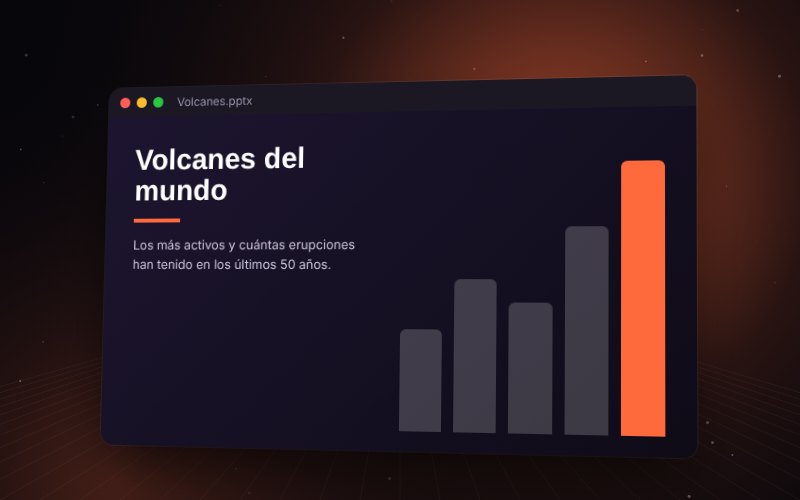 Volcanes.pptx
Volcanes del
mundo
Los más activos y cuántas erupciones
han tenido en los últimos 50 años.